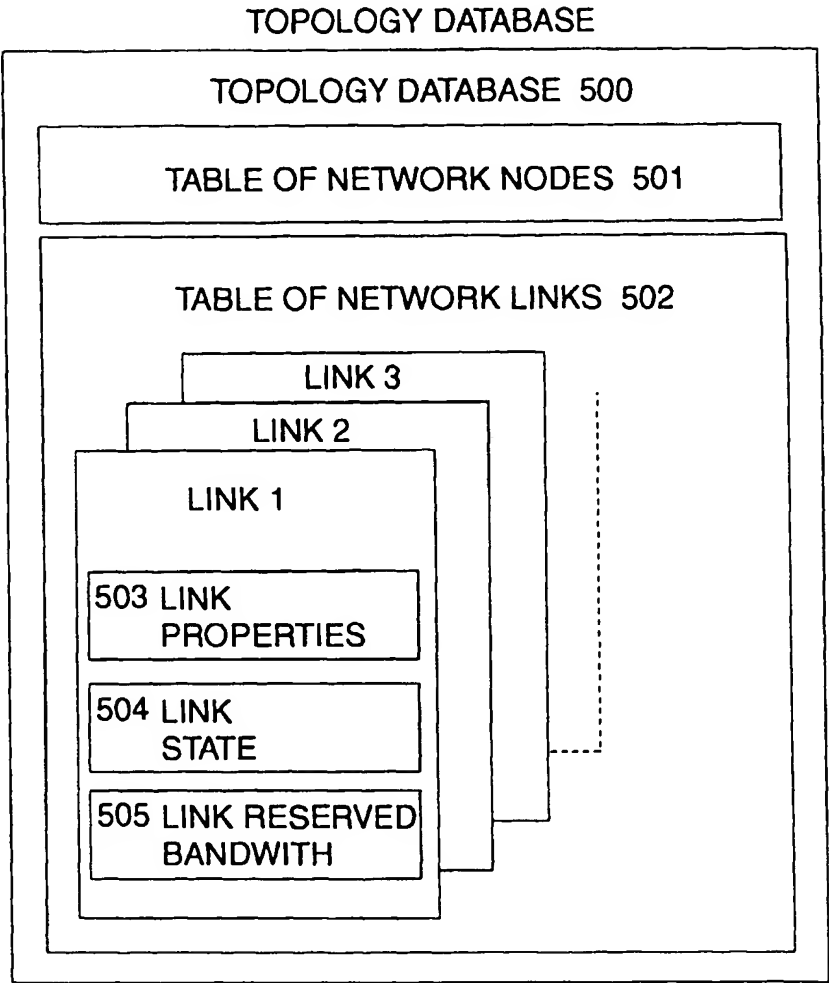 TOPOLOGY DATABASE
TOPOLOGY DATABASE 500
TABLE OF NETWORK NODES 501
TABLE OF NETWORK LINKS 502
LINK 3
LINK 2
LINK 1
503 LINK
PROPERTIES
504 LINK
STATE
505 LINK RESERVED
BANDWITH